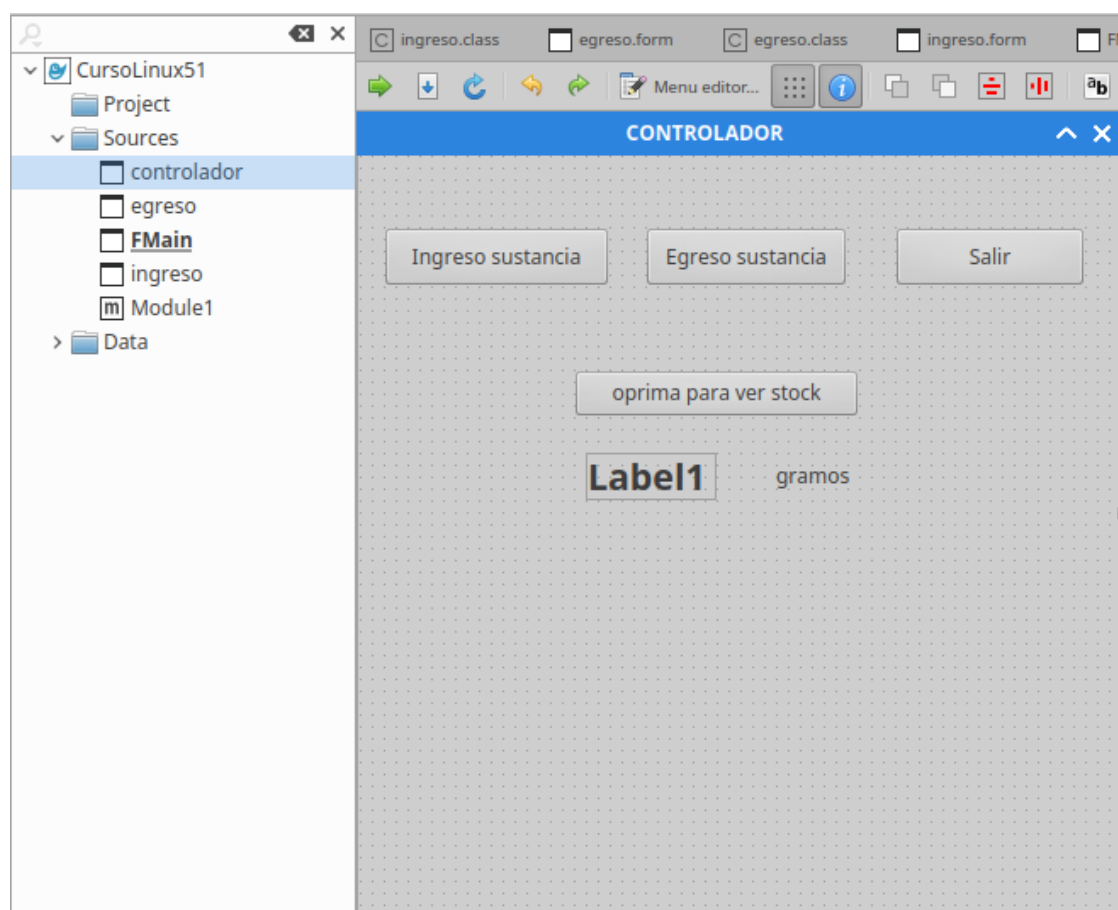 ingreso.class egreso.form egreso.class ingreso.form
CursoLinux51
Project
Sources
controlador
egreso
FMain
ingreso
m Module1
Data
Menu editor... ab
CONTROLADOR
Ingreso sustancia Egreso sustancia Salir
oprima para ver stock
Label1 gramos